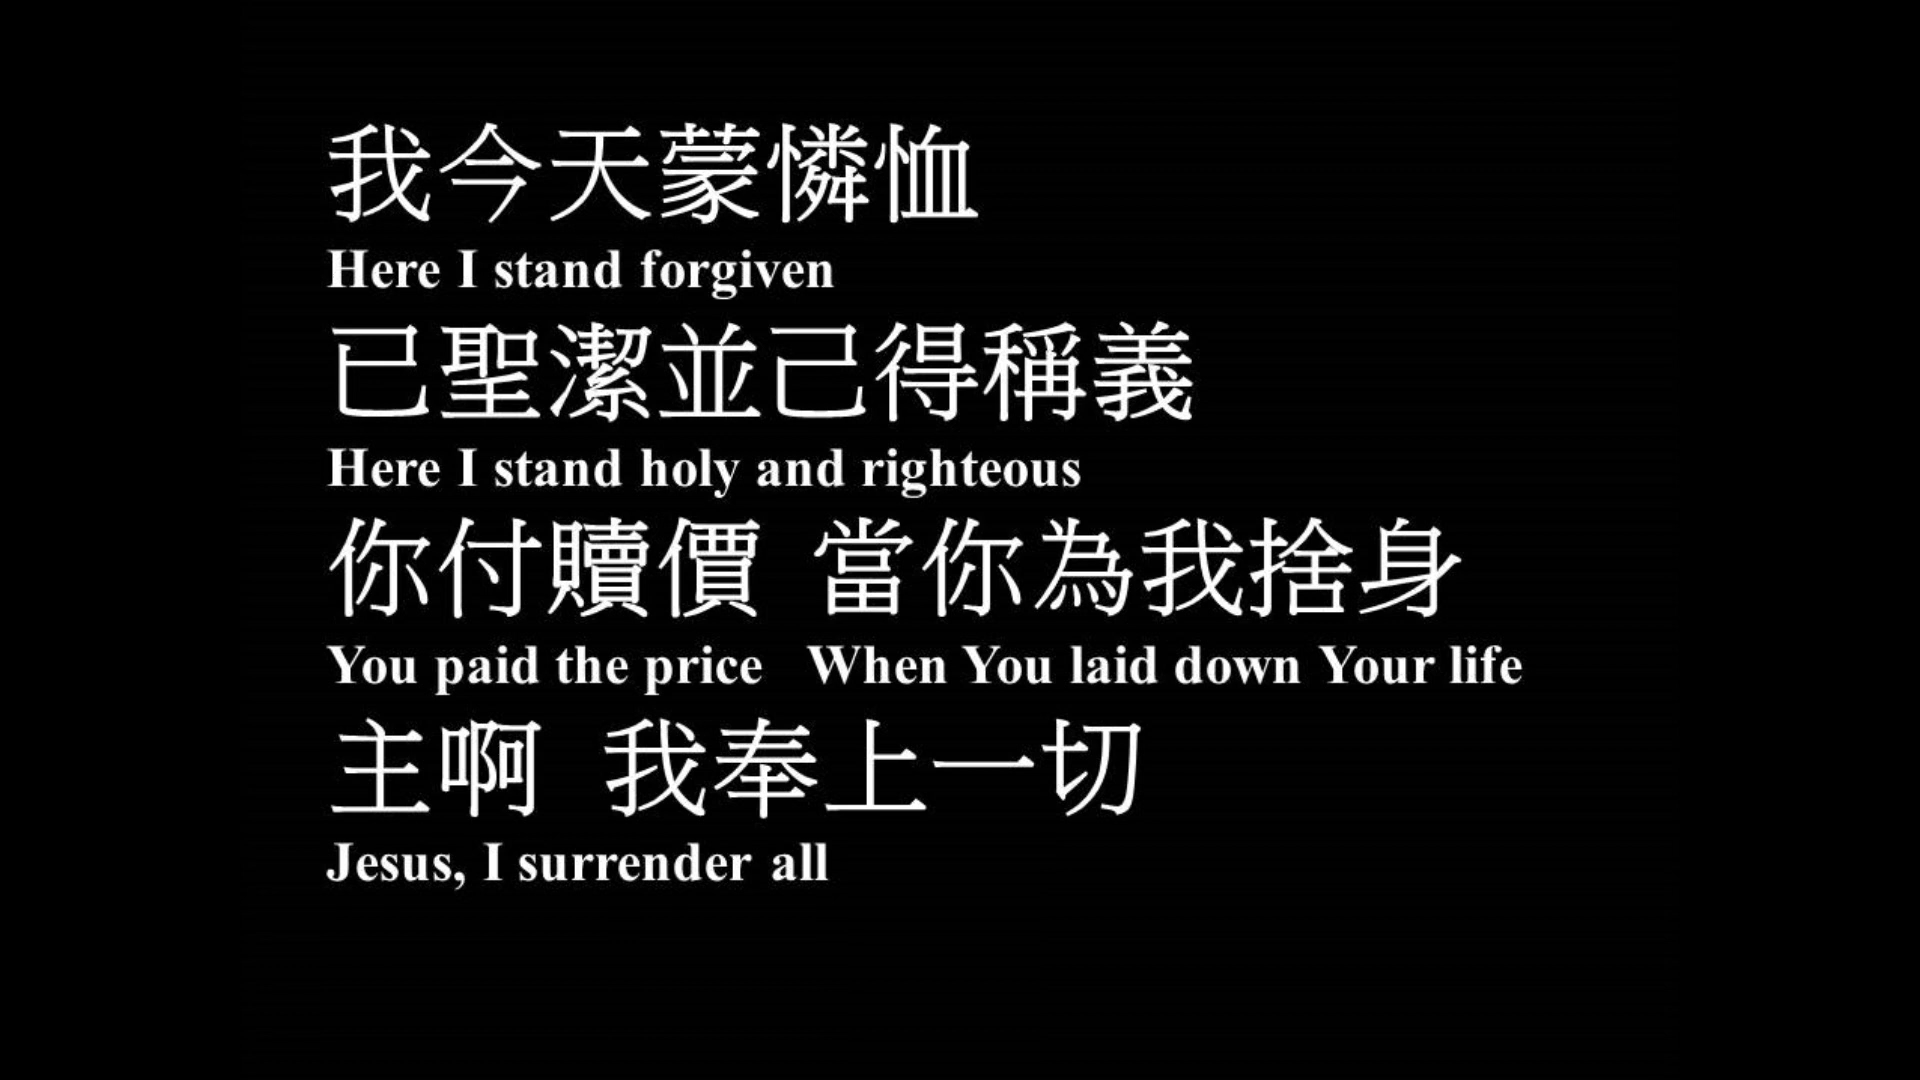 我今天蒙憐恤
Here I stand forgiven
已聖潔並己得稱義
Here I stand holy and righteous
你付贖價 當你為我捨身
You paid the price When You laid down Your life
主啊 我奉上一切
Jesus, I surrender all